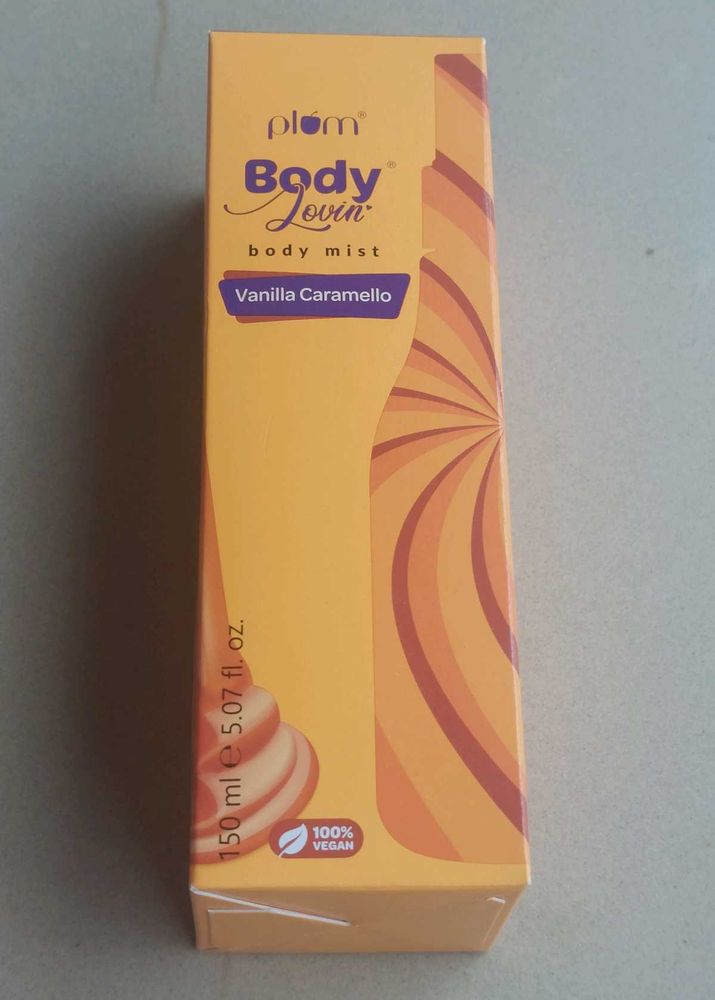 plum®
Body®
Lovin'
body mist
Vanilla Caramello
150 ml ℮ 5.07 fl. oz.
100%
VEGAN